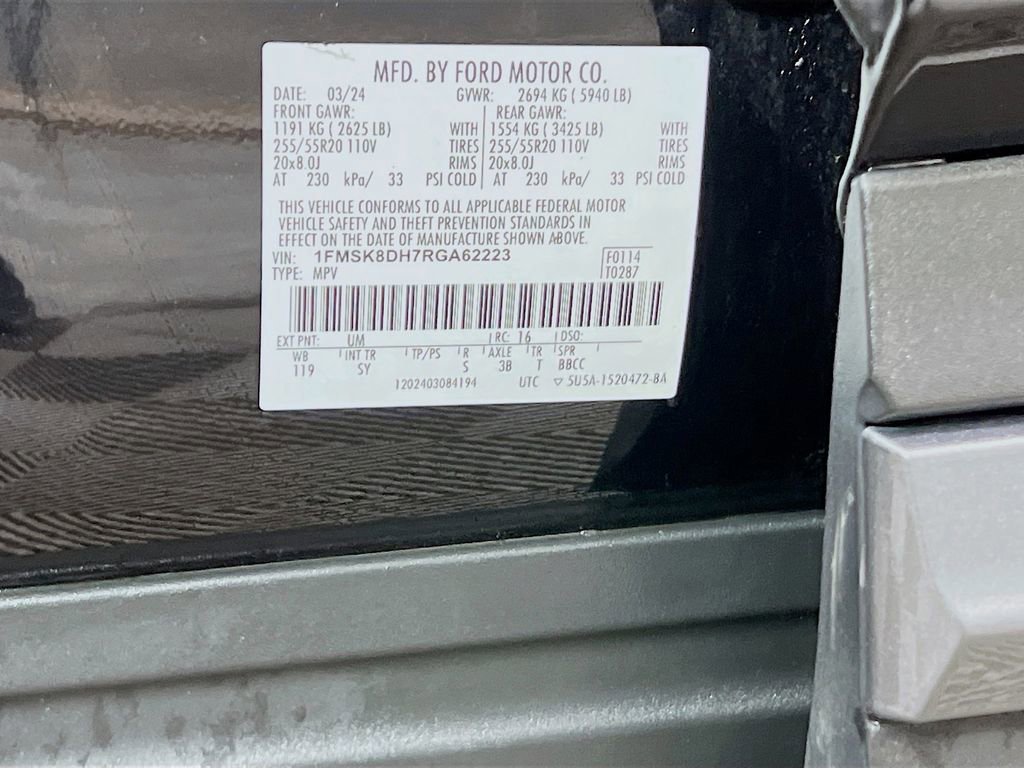 MFD. BY FORD MOTOR CO.
DATE: 03/24 GVWR: 2694 KG ( 5940 LB)
FRONT GAWR: REAR GAWR:
1191 KG ( 2625 LB) WITH 1554 KG ( 3425 LB) WITH
255/55R20 110V TIRES 255/55R20 110V TIRES
20x8.0J RIMS 20x8.0J RIMS
AT 230 kPa/ 33 PSI COLD AT 230 kPa/ 33 PSI COLD
THIS VEHICLE CONFORMS TO ALL APPLICABLE FEDERAL MOTOR
VEHICLE SAFETY AND THEFT PREVENTION STANDARDS IN
EFFECT ON THE DATE OF MANUFACTURE SHOWN ABOVE.
VIN: 1FMSK8DH7RGA62223 F0114
TYPE: MPV T0287
EXT PNT: UM RC: 16 DSO:
WB INT TR TP/PS R AXLE TR SPR
119 SY S 3B T BBCC
1202403084194 UTC ▽ 5U5A-1520472-BA